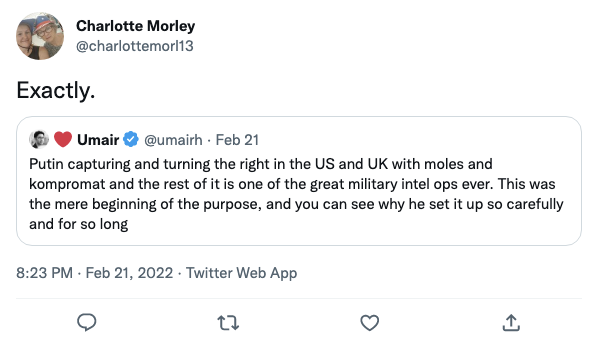 Charlotte Morley
@charlottemorl13
Exactly.
Umair @umairh · Feb 21
Putin capturing and turning the right in the US and UK with moles and
kompromat and the rest of it is one of the great military intel ops ever. This was
the mere beginning of the purpose, and you can see why he set it up so carefully
and for so long
8:23 PM · Feb 21, 2022 · Twitter Web App